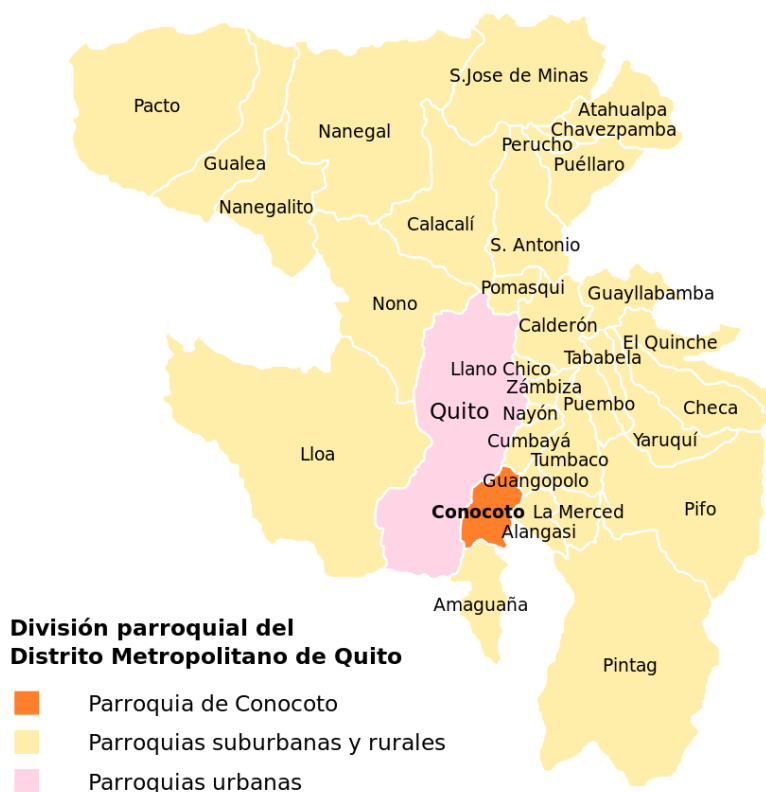 S.Jose de Minas
Pacto
Atahualpa
Nanegal
Chavezpamba
Perucho
Gualea
Puéllaro
Nanegalito
Calacalí
S. Antonio
Pomasqui
Guayllabamba
Nono
Calderón
El Quinche
Tababela
Llano Chico
Zámbiza
Puembo
Checa
Quito
Nayón
Cumbayá
Yaruquí
Lloa
Tumbaco
Guangopolo
Pifo
Conocoto
La Merced
Alangasi
Amaguaña
División parroquial del
Distrito Metropolitano de Quito
Pintag
Parroquia de Conocoto
Parroquias suburbanas y rurales
Parroquias urbanas